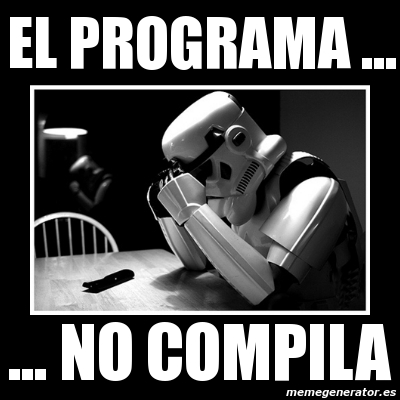 EL PROGRAMA ...
... NO COMPILA
memegenerator.es